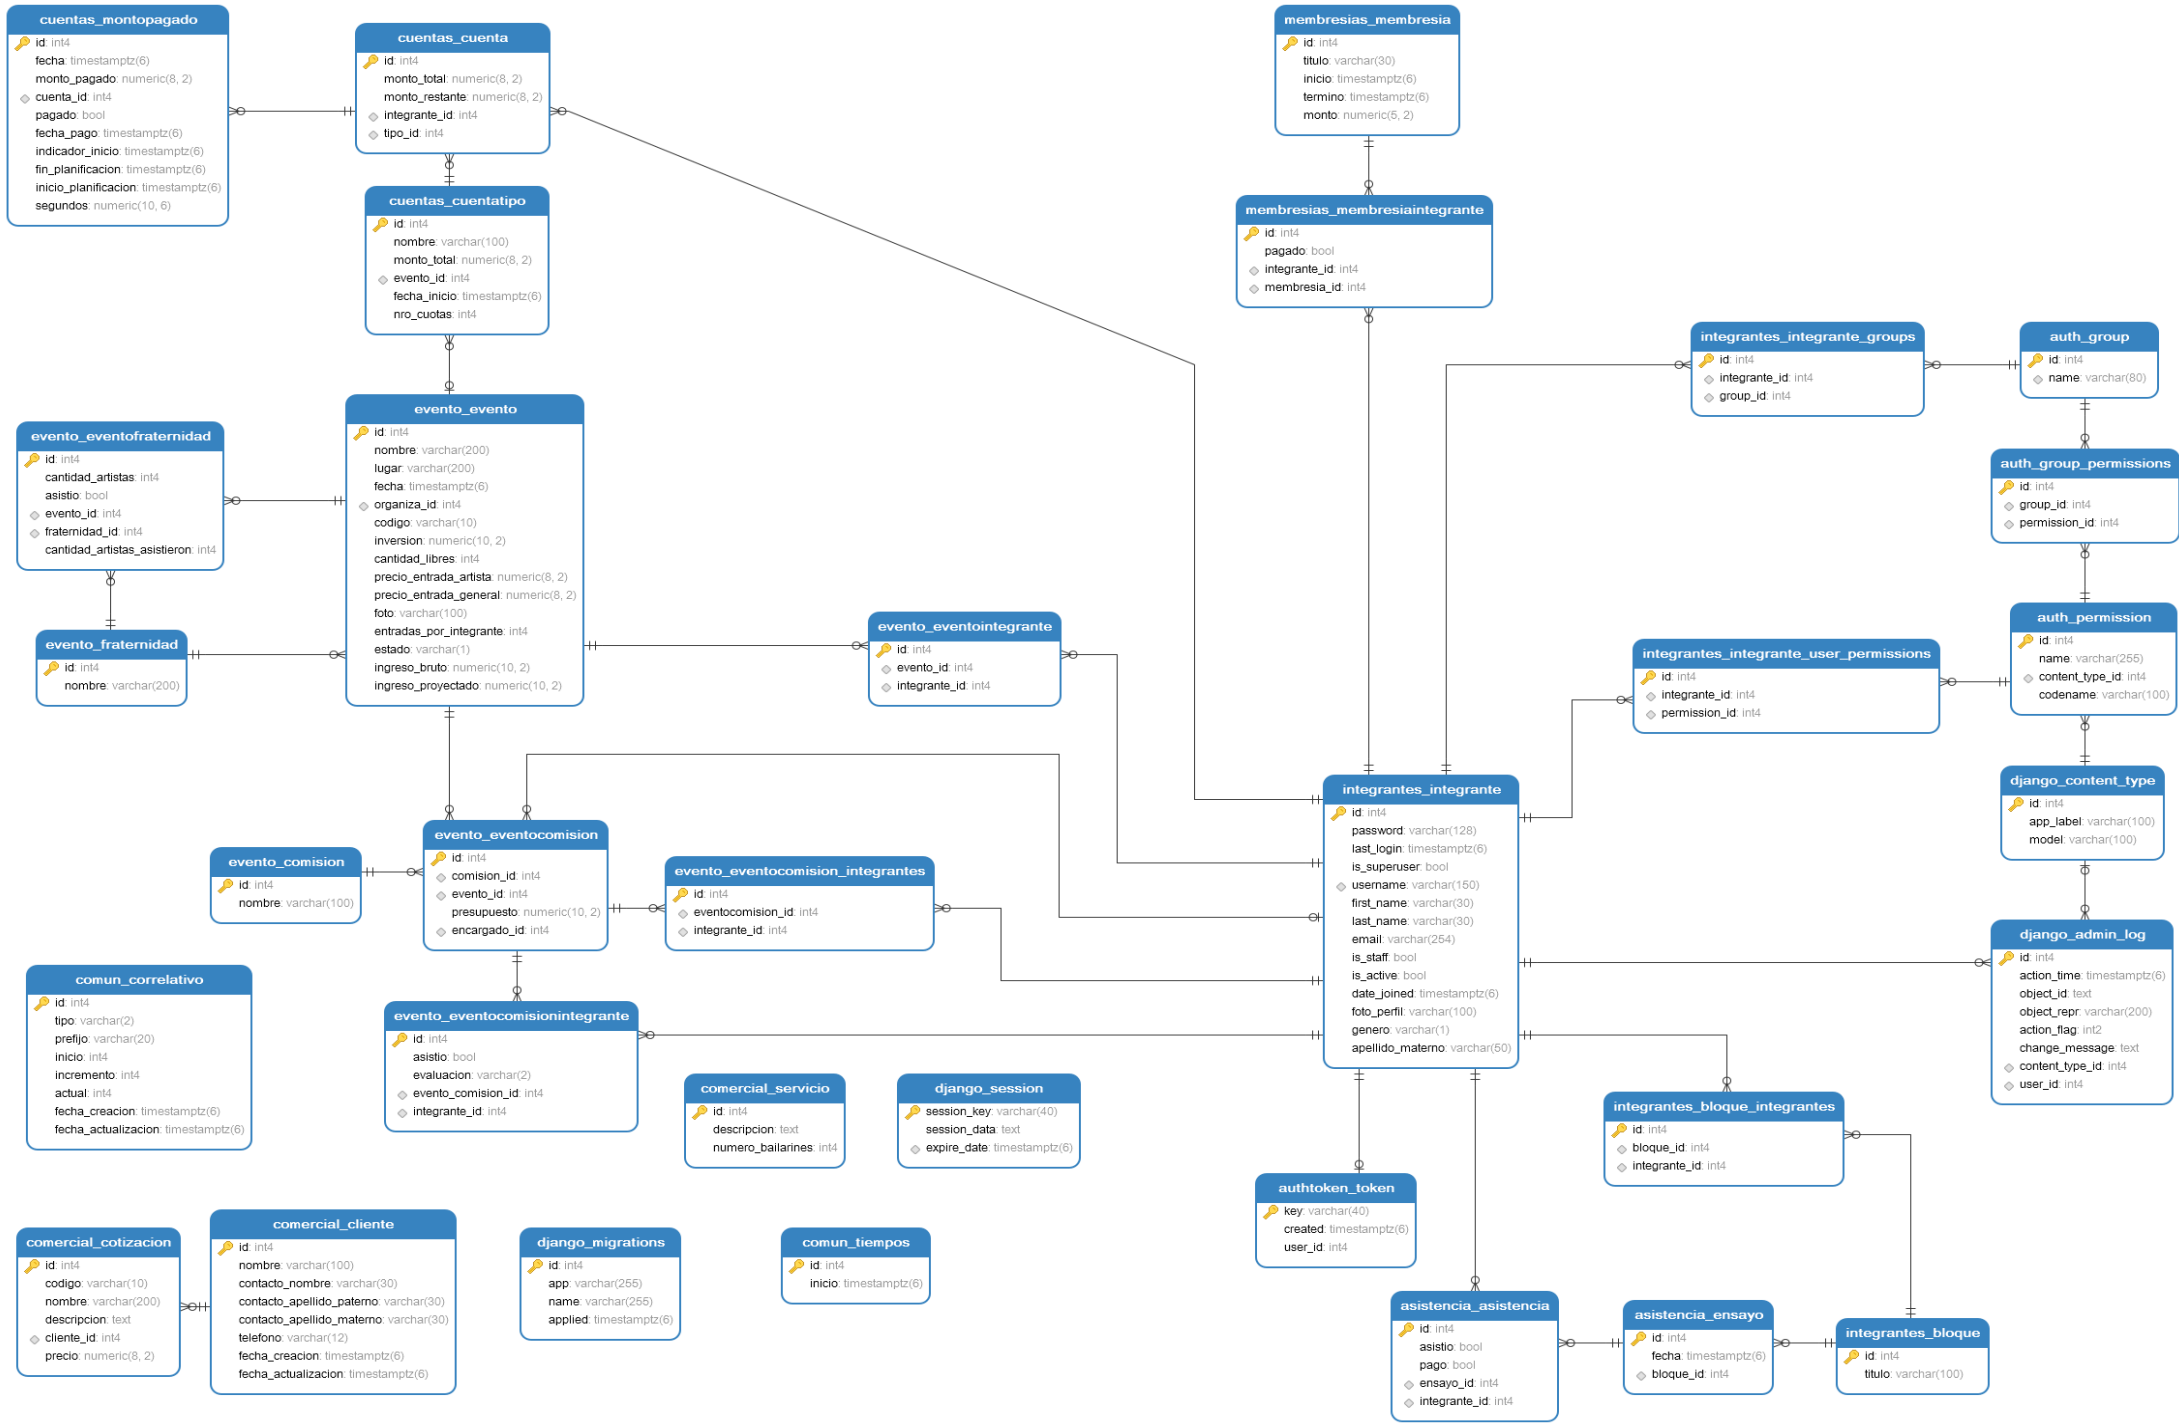 cuentas_montopagado
id: int4
fecha: timestamptz(6)
monto_pagado: numeric(8, 2)
cuenta_id: int4
pagado: bool
fecha_pago: timestamptz(6)
indicador_inicio: timestamptz(6)
fin_planificacion: timestamptz(6)
inicio_planificacion: timestamptz(6)
segundos: numeric(10, 6)
cuentas_cuenta
id: int4
monto_total: numeric(8, 2)
monto_restante: numeric(8, 2)
integrante_id: int4
tipo_id: int4
cuentas_cuentatipo
id: int4
nombre: varchar(100)
monto_total: numeric(8, 2)
evento_id: int4
fecha_inicio: timestamptz(6)
nro_cuotas: int4
membresias_membresia
id: int4
titulo: varchar(30)
inicio: timestamptz(6)
termino: timestamptz(6)
monto: numeric(5, 2)
membresias_membresiaintegrante
id: int4
pagado: bool
integrante_id: int4
membresia_id: int4
integrantes_integrante_groups
id: int4
integrante_id: int4
group_id: int4
auth_group
id: int4
name: varchar(80)
auth_group_permissions
id: int4
group_id: int4
permission_id: int4
evento_eventofraternidad
id: int4
cantidad_artistas: int4
asistio: bool
evento_id: int4
fraternidad_id: int4
cantidad_artistas_asistieron: int4
evento_evento
id: int4
nombre: varchar(200)
lugar: varchar(200)
fecha: timestamptz(6)
organiza_id: int4
codigo: varchar(10)
inversion: numeric(10, 2)
cantidad_libres: int4
precio_entrada_artista: numeric(8, 2)
precio_entrada_general: numeric(8, 2)
foto: varchar(100)
entradas_por_integrante: int4
estado: varchar(1)
ingreso_bruto: numeric(10, 2)
ingreso_proyectado: numeric(10, 2)
evento_fraternidad
id: int4
nombre: varchar(200)
evento_eventointegrante
id: int4
evento_id: int4
integrante_id: int4
integrantes_integrante_user_permissions
id: int4
integrante_id: int4
permission_id: int4
auth_permission
id: int4
name: varchar(255)
content_type_id: int4
codename: varchar(100)
django_content_type
id: int4
app_label: varchar(100)
model: varchar(100)
integrantes_integrante
id: int4
password: varchar(128)
last_login: timestamptz(6)
is_superuser: bool
username: varchar(150)
first_name: varchar(30)
last_name: varchar(30)
email: varchar(254)
is_staff: bool
is_active: bool
date_joined: timestamptz(6)
foto_perfil: varchar(100)
genero: varchar(1)
apellido_materno: varchar(50)
evento_comision
id: int4
nombre: varchar(100)
evento_eventocomision
id: int4
comision_id: int4
evento_id: int4
presupuesto: numeric(10, 2)
encargado_id: int4
evento_eventocomision_integrantes
id: int4
eventocomision_id: int4
integrante_id: int4
django_admin_log
id: int4
action_time: timestamptz(6)
object_id: text
object_repr: varchar(200)
action_flag: int2
change_message: text
content_type_id: int4
user_id: int4
comun_correlativo
id: int4
tipo: varchar(2)
prefijo: varchar(20)
inicio: int4
incremento: int4
actual: int4
fecha_creacion: timestamptz(6)
fecha_actualizacion: timestamptz(6)
evento_eventocomisionintegrante
id: int4
asistio: bool
evaluacion: varchar(2)
evento_comision_id: int4
integrante_id: int4
comercial_servicio
id: int4
descripcion: text
numero_bailarines: int4
django_session
session_key: varchar(40)
session_data: text
expire_date: timestamptz(6)
integrantes_bloque_integrantes
id: int4
bloque_id: int4
integrante_id: int4
authtoken_token
key: varchar(40)
created: timestamptz(6)
user_id: int4
comercial_cotizacion
id: int4
codigo: varchar(10)
nombre: varchar(200)
descripcion: text
cliente_id: int4
precio: numeric(8, 2)
comercial_cliente
id: int4
nombre: varchar(100)
contacto_nombre: varchar(30)
contacto_apellido_paterno: varchar(30)
contacto_apellido_materno: varchar(30)
telefono: varchar(12)
fecha_creacion: timestamptz(6)
fecha_actualizacion: timestamptz(6)
django_migrations
id: int4
app: varchar(255)
name: varchar(255)
applied: timestamptz(6)
comun_tiempos
id: int4
inicio: timestamptz(6)
asistencia_asistencia
id: int4
asistio: bool
pago: bool
ensayo_id: int4
integrante_id: int4
asistencia_ensayo
id: int4
fecha: timestamptz(6)
bloque_id: int4
integrantes_bloque
id: int4
titulo: varchar(100)